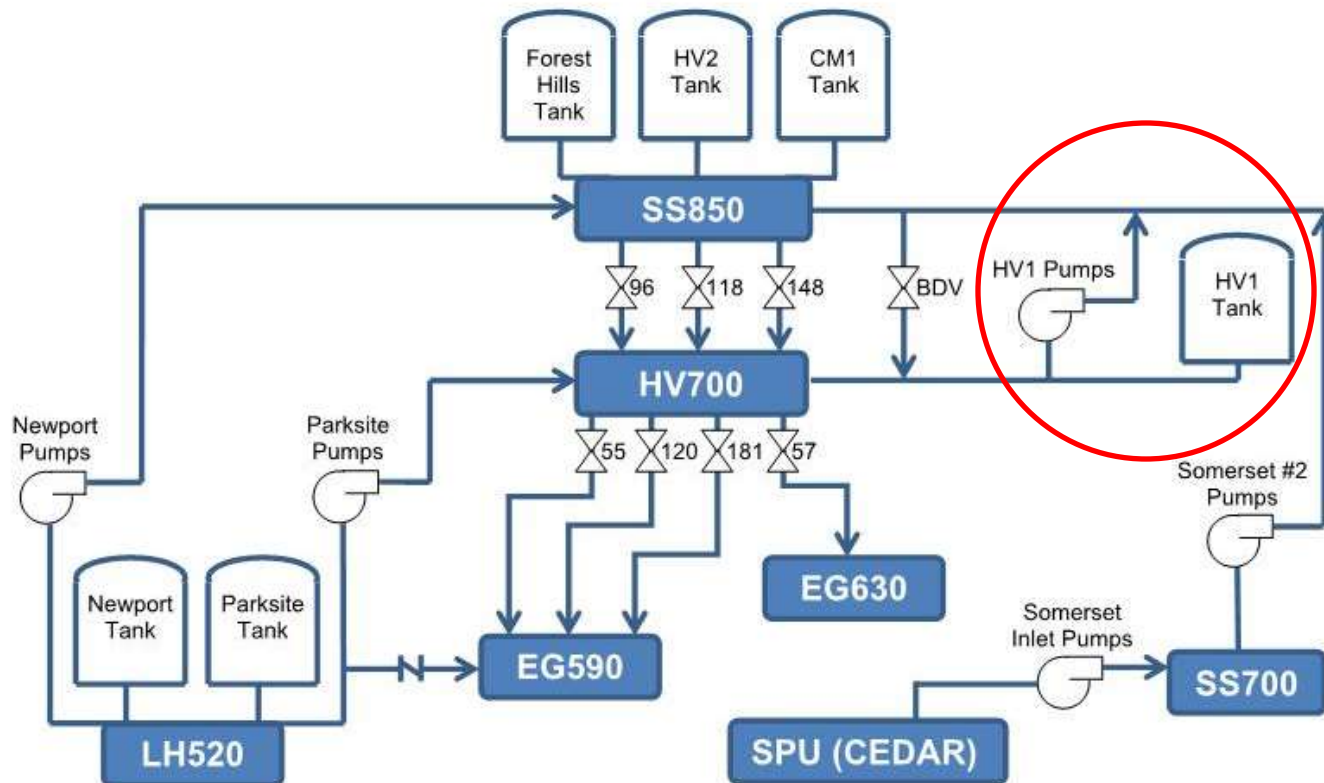 Forest
Hills
Tank
HV2
Tank
CM1
Tank
SS850
96
118
148
BDV
HV1 Pumps
HV1
Tank
HV700
Newport
Pumps
Parksite
Pumps
55
120
181
57
Somerset #2
Pumps
EG630
Newport
Tank
Parksite
Tank
Somerset
Inlet Pumps
EG590
SS700
LH520
SPU (CEDAR)